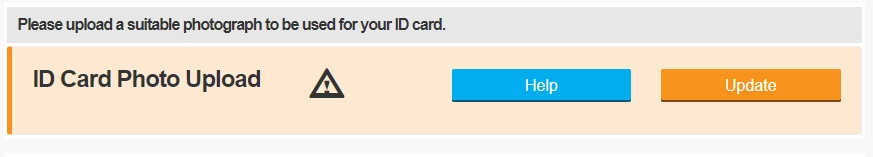 Please upload a suitable photograph to be used for your ID card.
ID Card Photo Upload
Help
Update